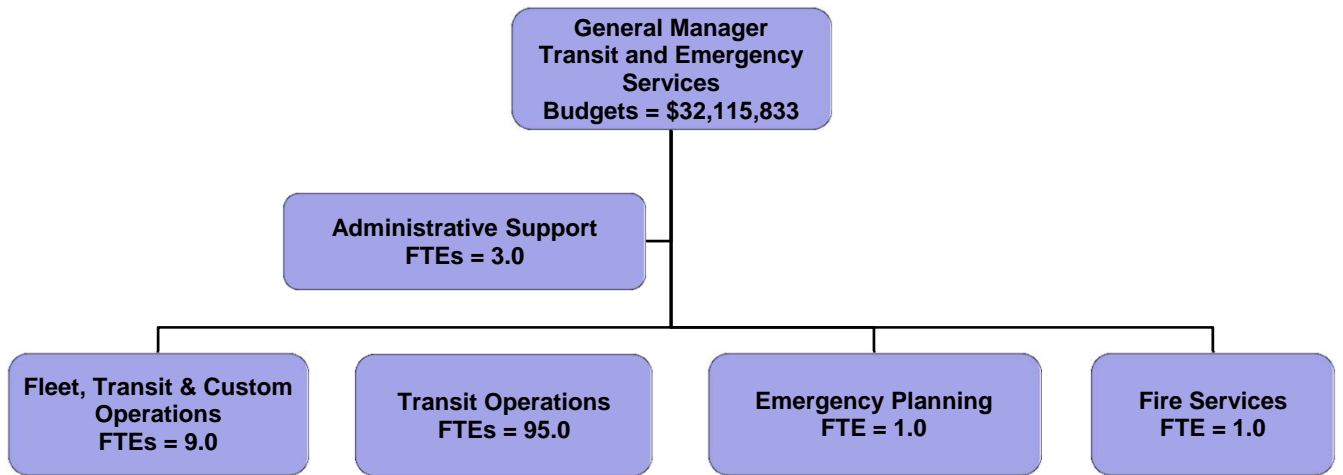 General Manager
Transit and Emergency
Services
Budgets = $32,115,833
Administrative Support
FTEs = 3.0
Fleet, Transit & Custom
Operations
FTEs = 9.0
Transit Operations
FTEs = 95.0
Emergency Planning
FTE = 1.0
Fire Services
FTE = 1.0